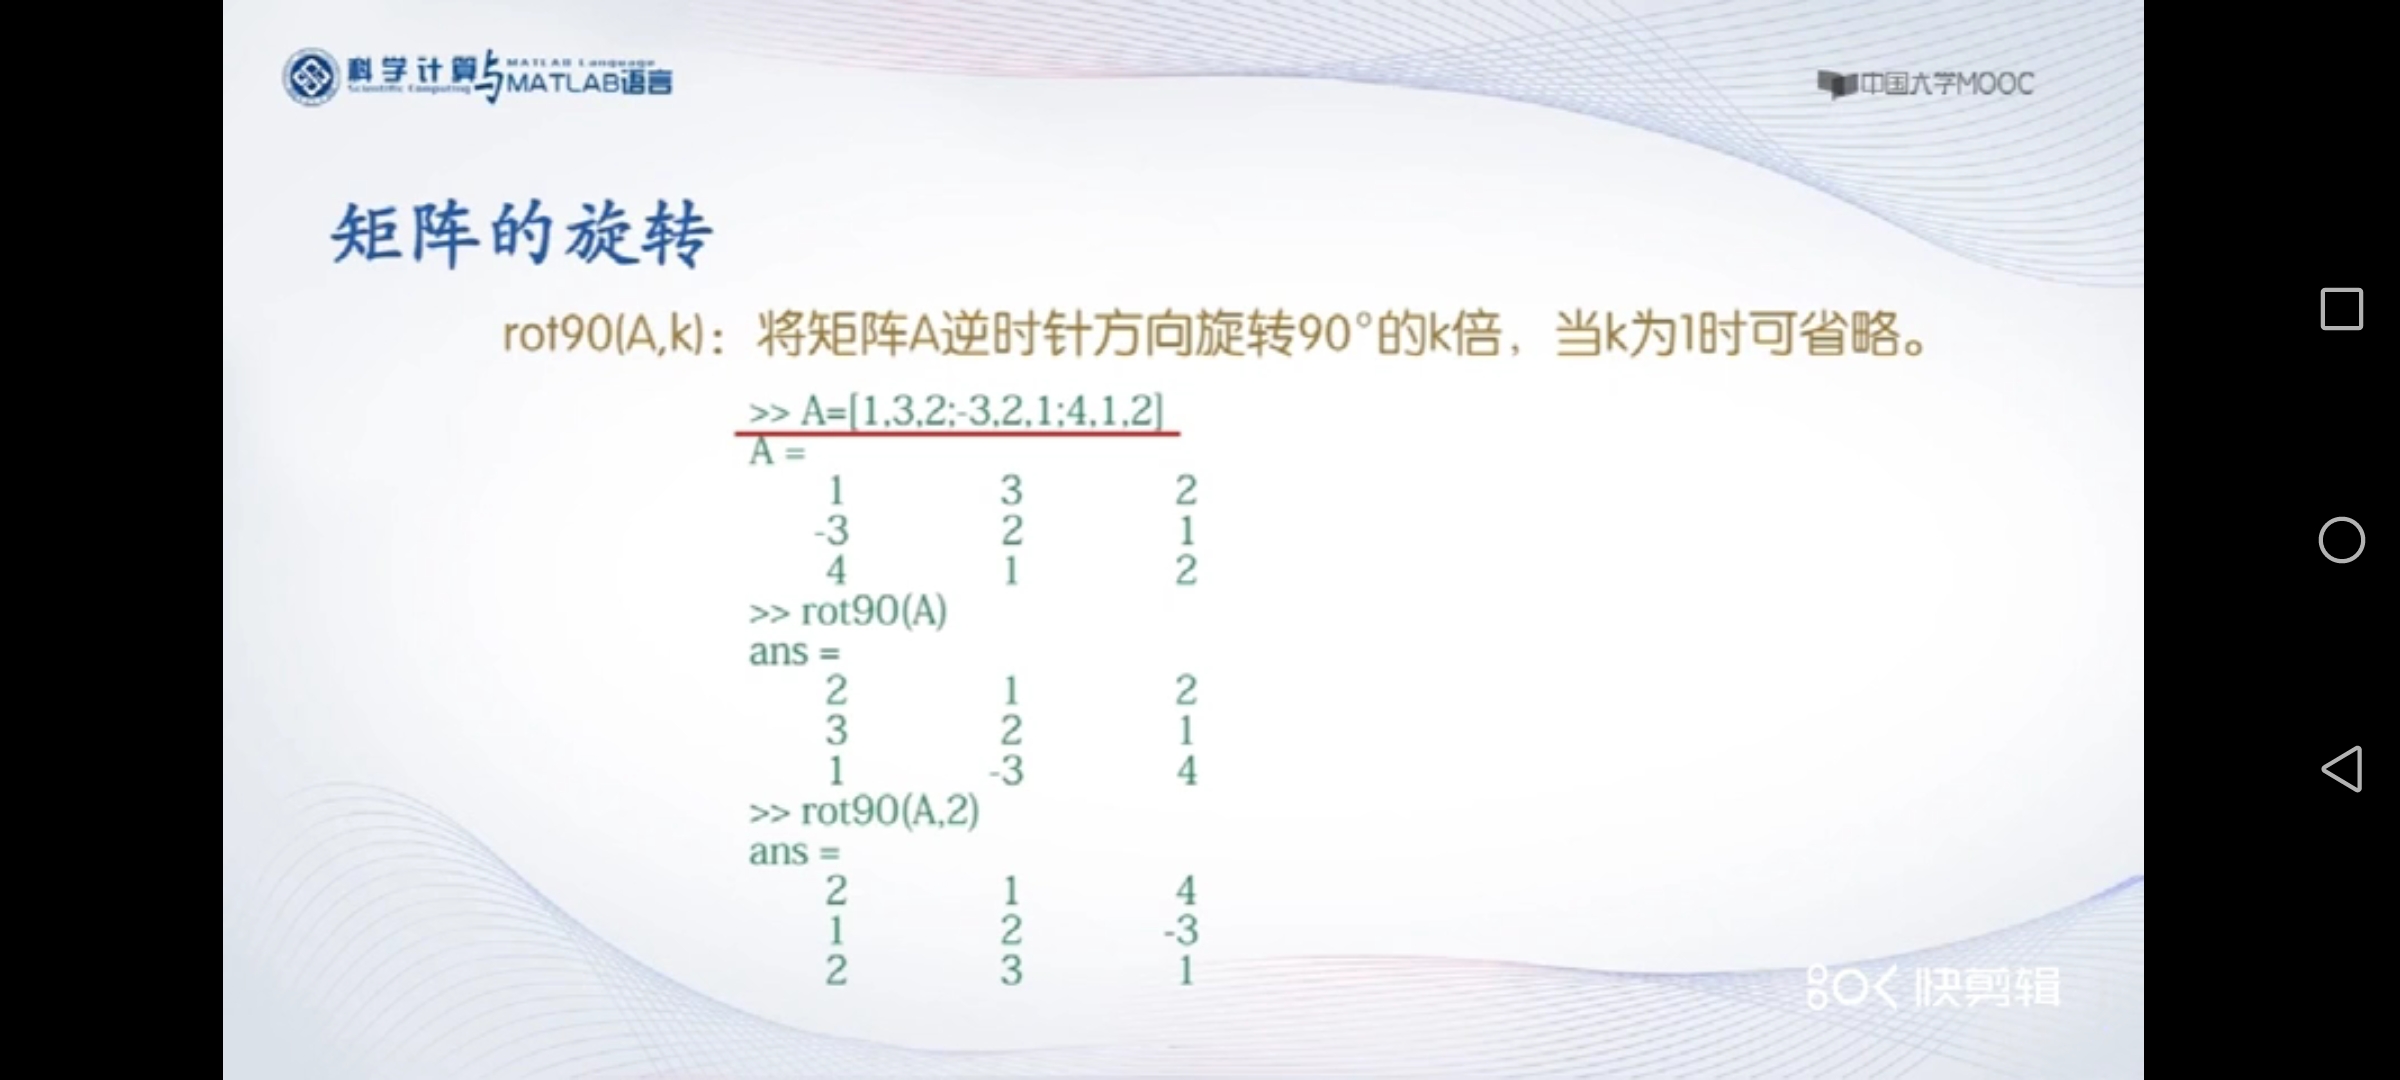 科学计算与MATLAB语言
Scientific Computing
MATLAB Language
中国大学MOOC
矩阵的旋转
rot90(A,k)：将矩阵A逆时针方向旋转90°的k倍，当k为1时可省略。
>> A=[1,3,2;-3,2,1;4,1,2]
A =
1 3 2
-3 2 1
4 1 2
>> rot90(A)
ans =
2 1 2
3 2 1
1 -3 4
>> rot90(A,2)
ans =
2 1 4
1 2 -3
2 3 1
快剪辑